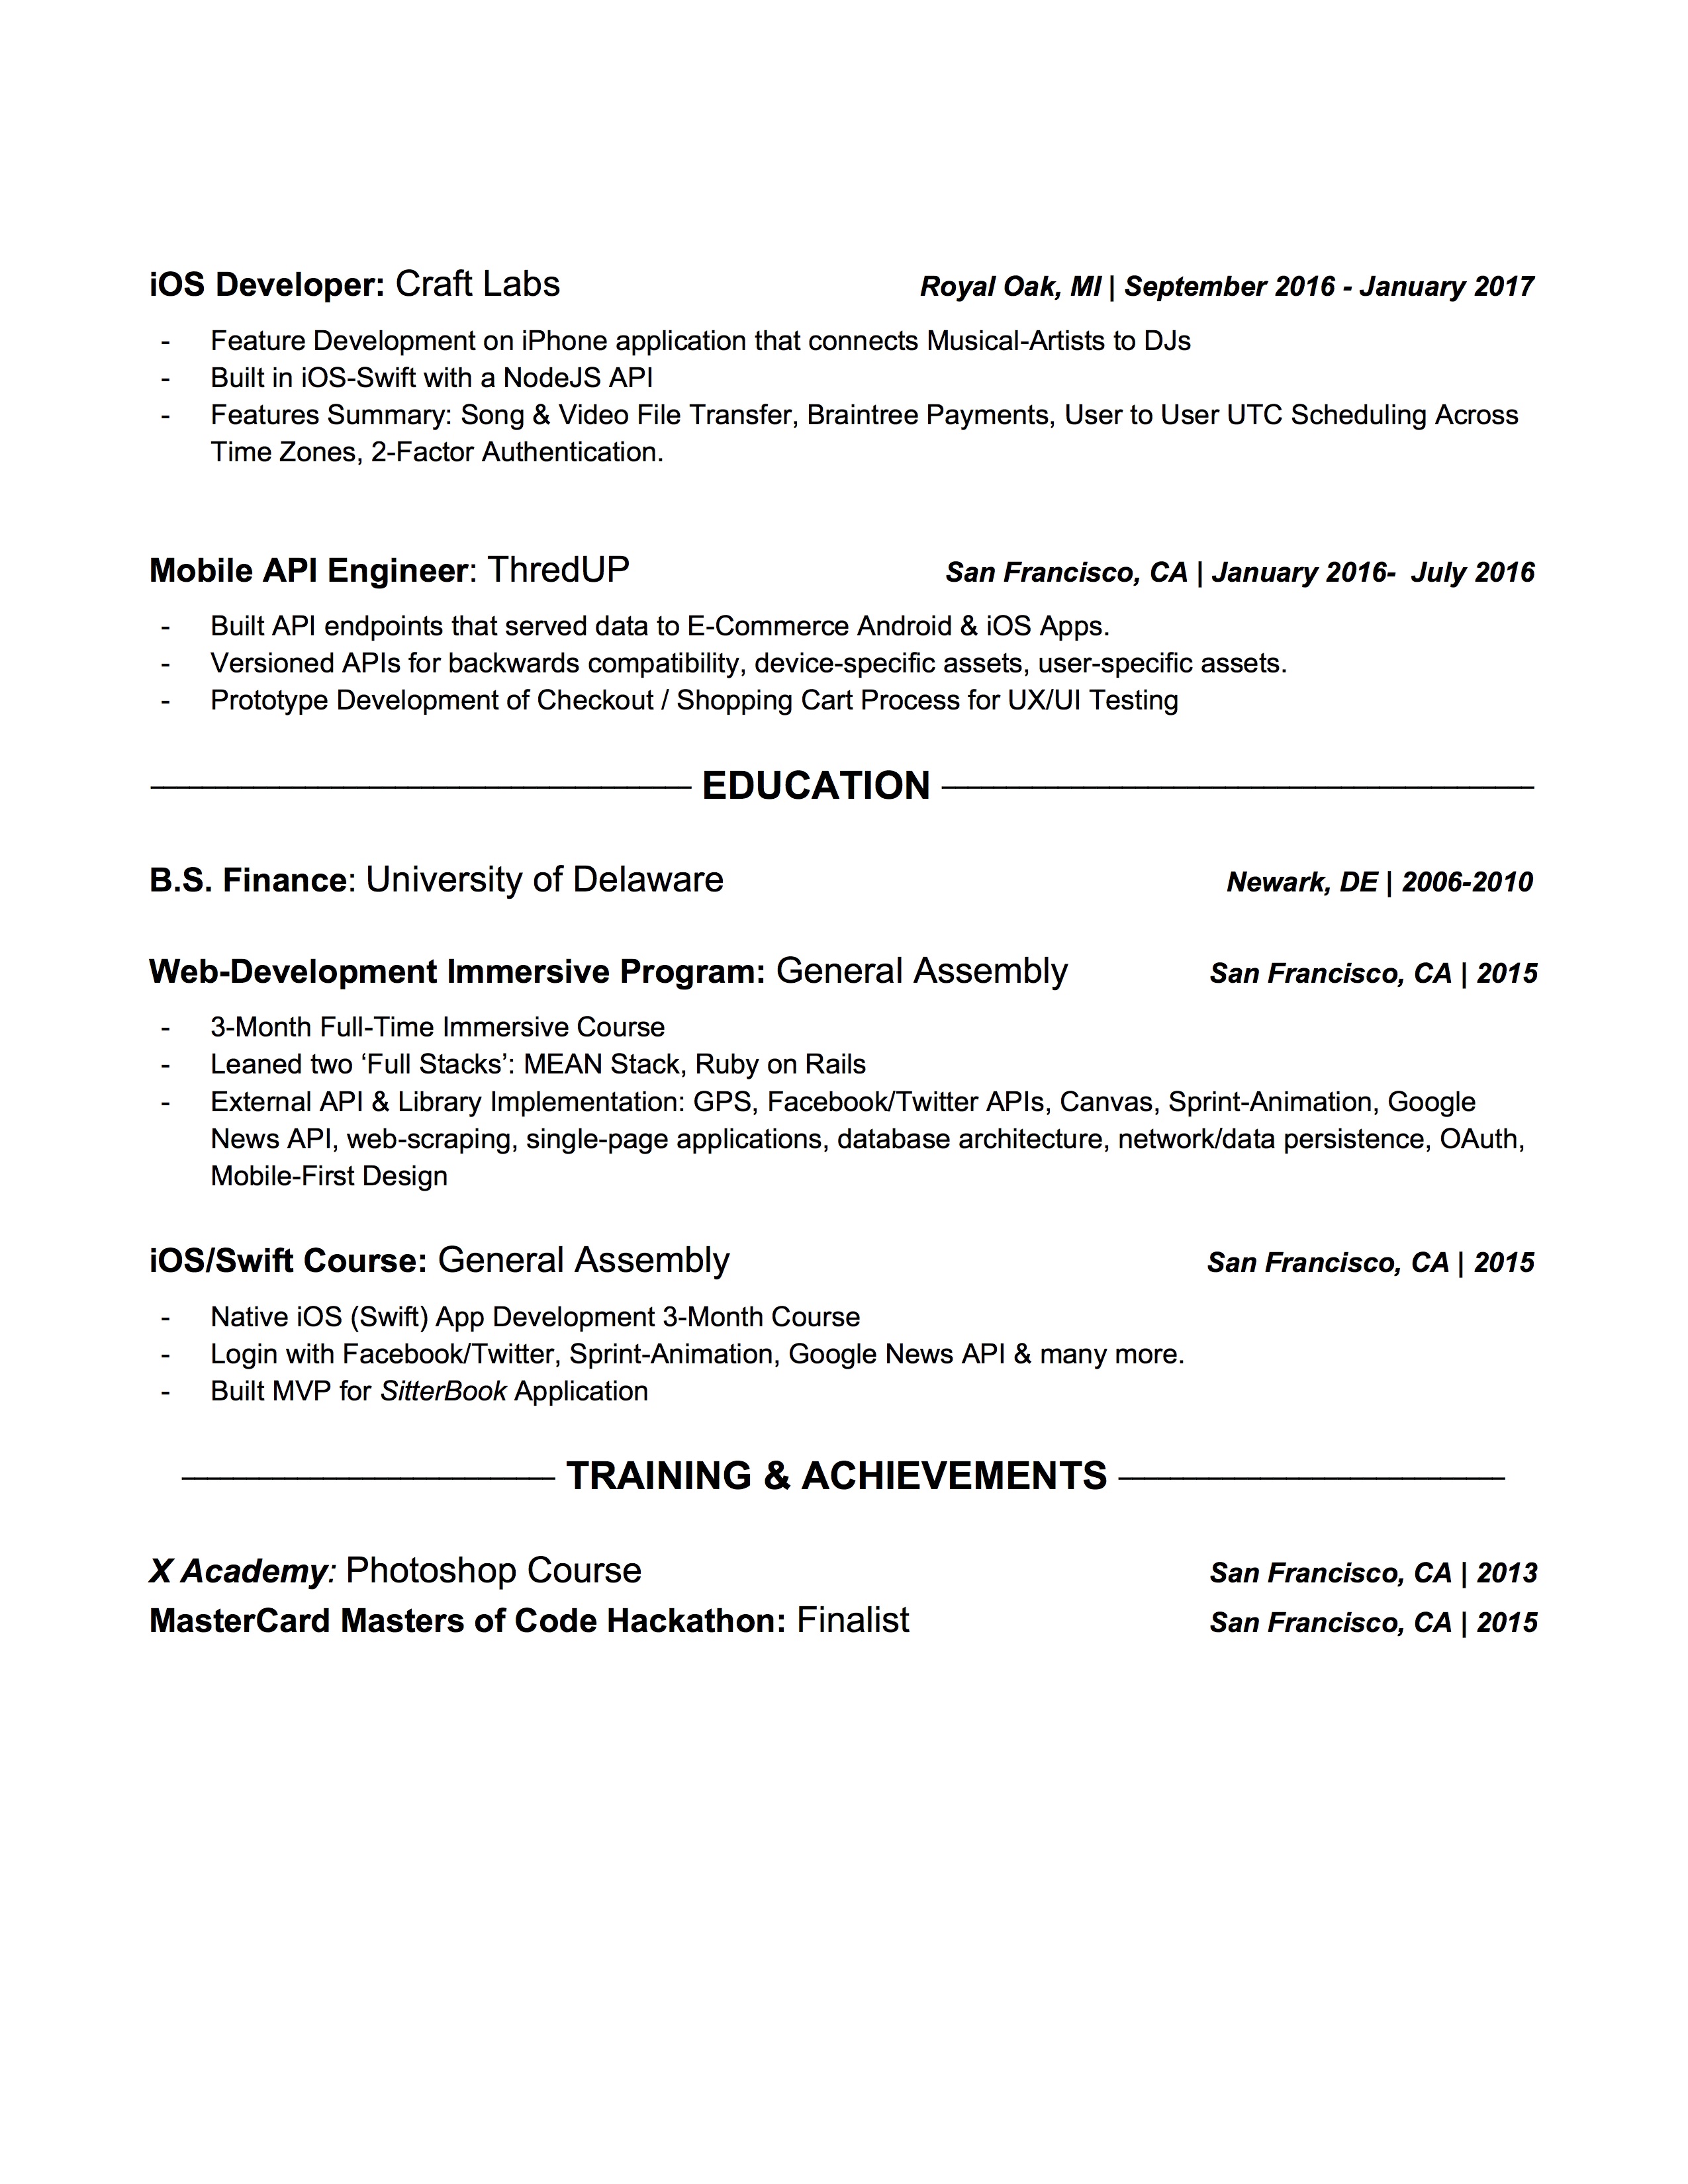 iOS Developer: Craft Labs Royal Oak, MI | September 2016 - January 2017
- Feature Development on iPhone application that connects Musical-Artists to DJs
- Built in iOS-Swift with a NodeJS API
- Features Summary: Song & Video File Transfer, Braintree Payments, User to User UTC Scheduling Across
Time Zones, 2-Factor Authentication.
Mobile API Engineer: ThredUP San Francisco, CA | January 2016- July 2016
- Built API endpoints that served data to E-Commerce Android & iOS Apps.
- Versioned APIs for backwards compatibility, device-specific assets, user-specific assets.
- Prototype Development of Checkout / Shopping Cart Process for UX/UI Testing
EDUCATION
B.S. Finance: University of Delaware Newark, DE | 2006-2010
Web-Development Immersive Program: General Assembly San Francisco, CA | 2015
- 3-Month Full-Time Immersive Course
- Leaned two ‘Full Stacks’: MEAN Stack, Ruby on Rails
- External API & Library Implementation: GPS, Facebook/Twitter APIs, Canvas, Sprint-Animation, Google
News API, web-scraping, single-page applications, database architecture, network/data persistence, OAuth,
Mobile-First Design
iOS/Swift Course: General Assembly San Francisco, CA | 2015
- Native iOS (Swift) App Development 3-Month Course
- Login with Facebook/Twitter, Sprint-Animation, Google News API & many more.
- Built MVP for SitterBook Application
TRAINING & ACHIEVEMENTS
X Academy: Photoshop Course San Francisco, CA | 2013
MasterCard Masters of Code Hackathon: Finalist San Francisco, CA | 2015